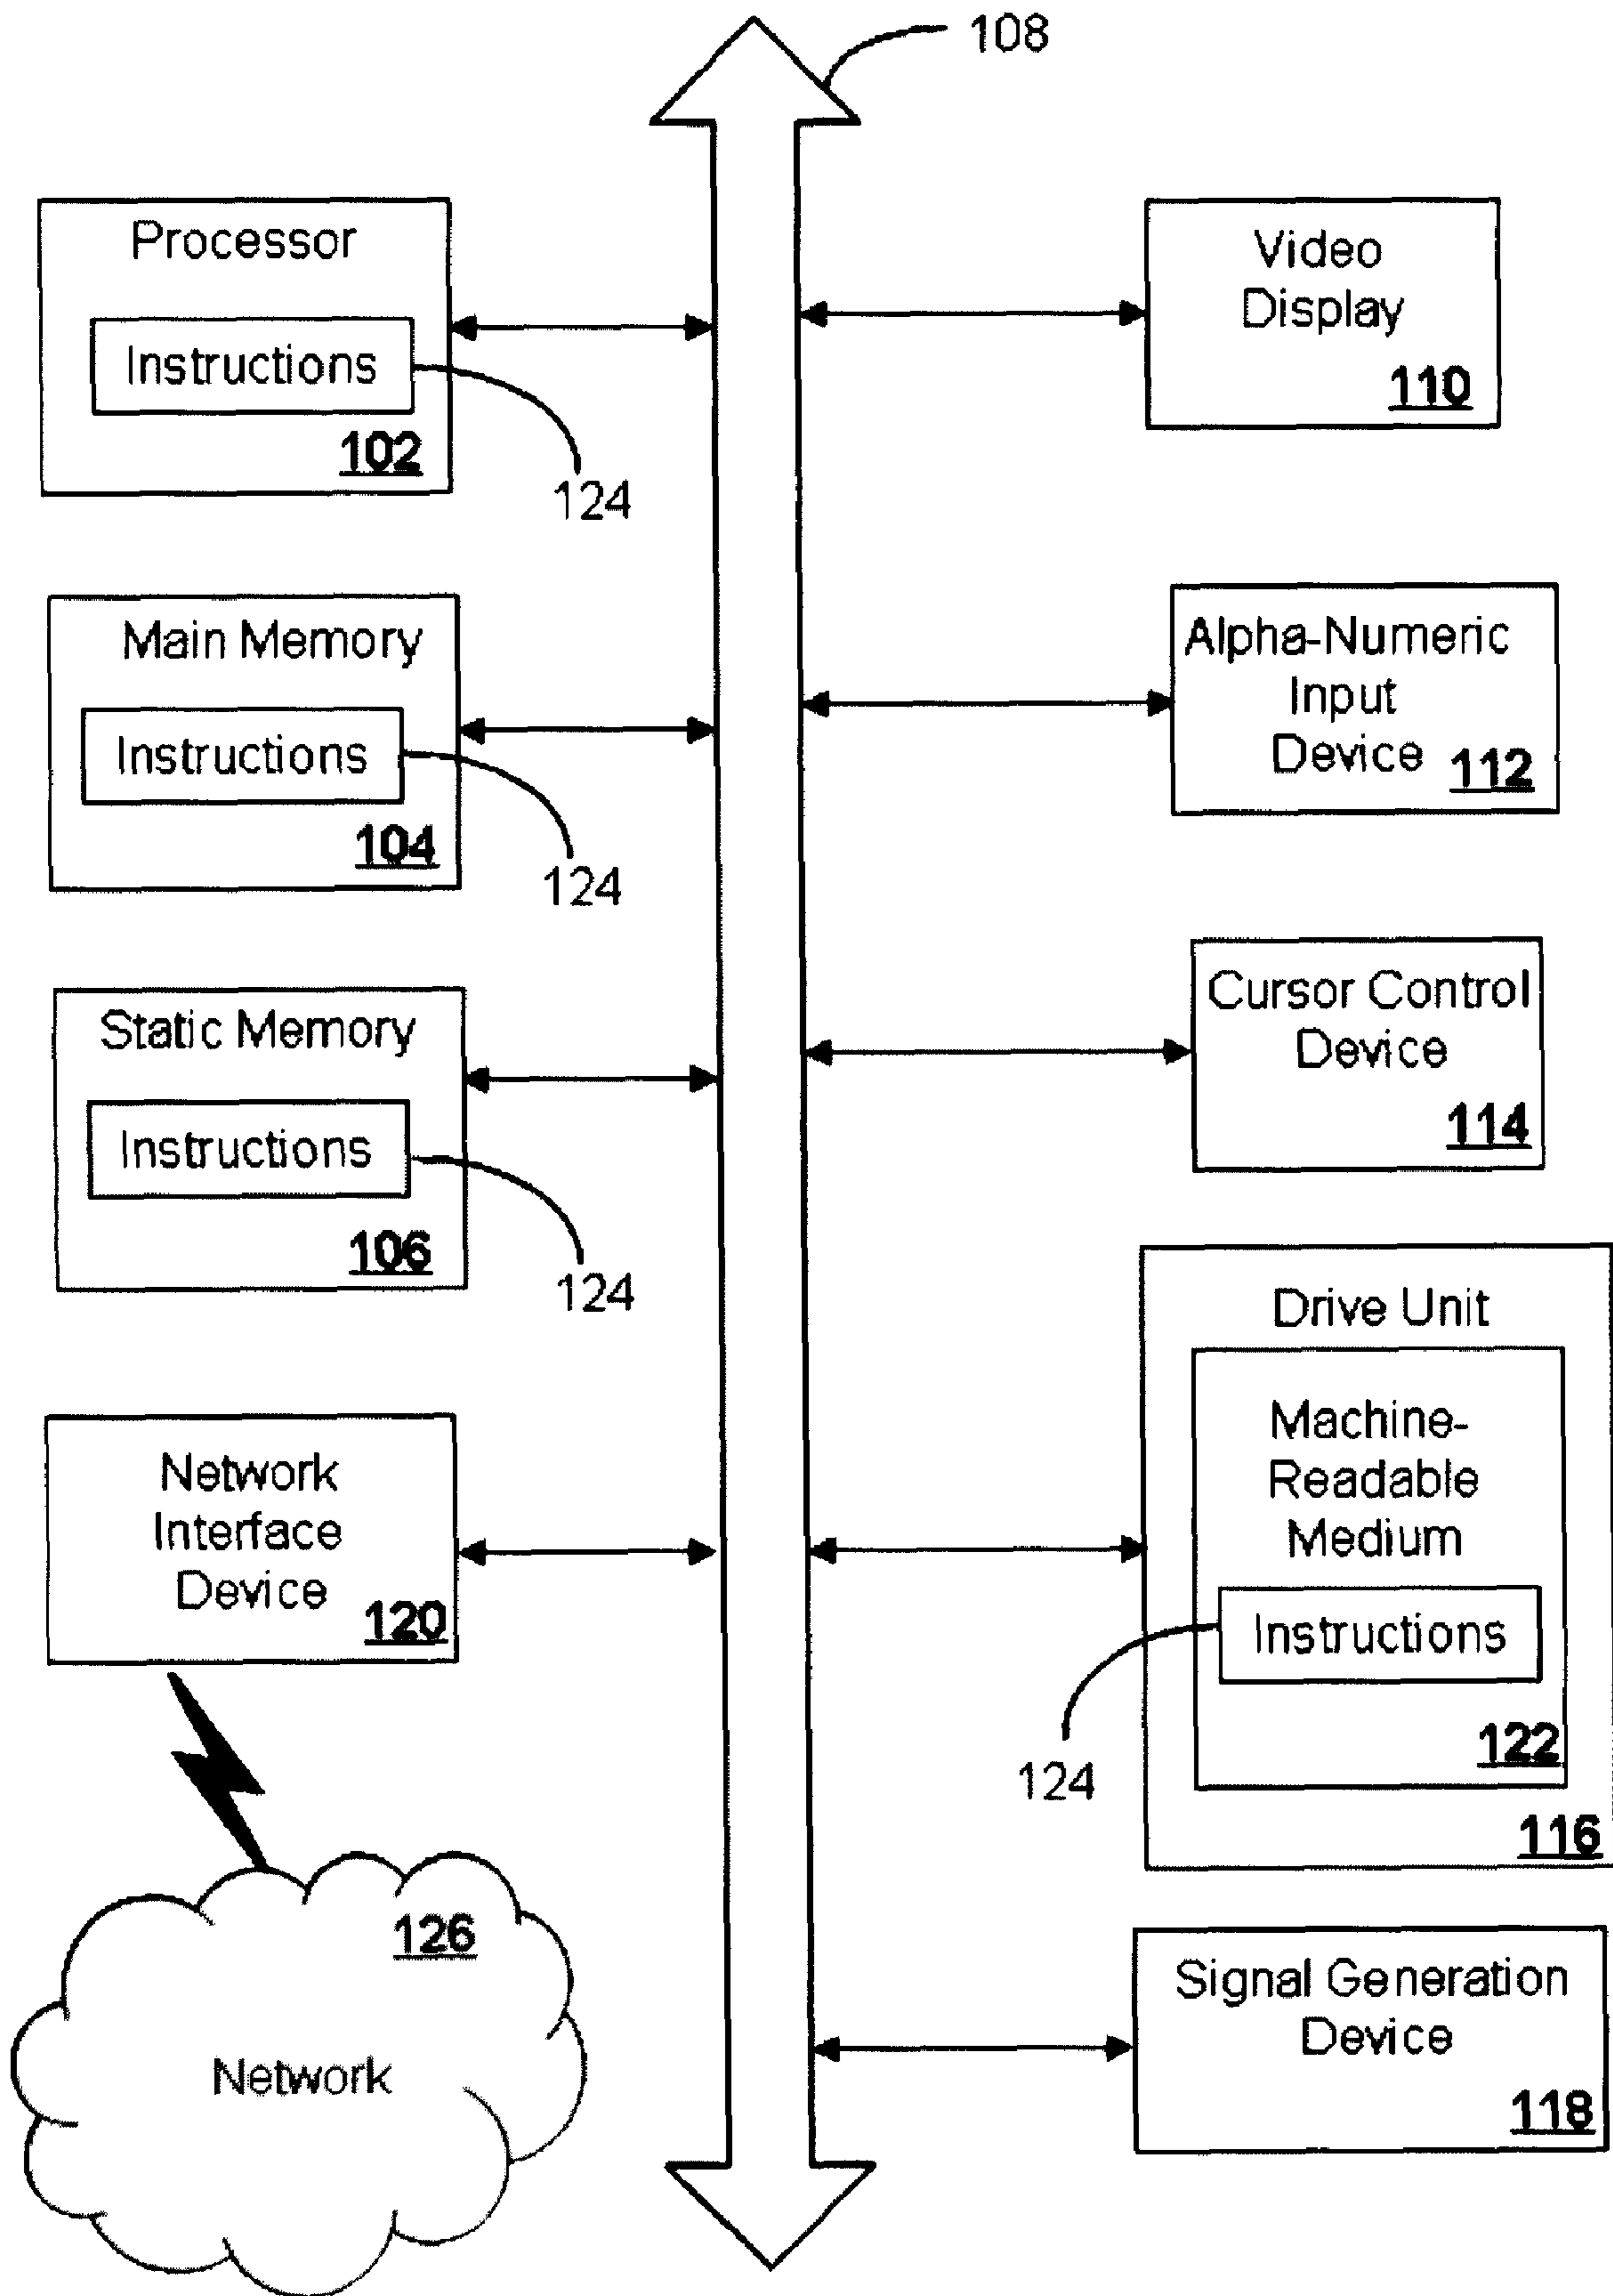 108
Processor
Instructions
102
124
Main Memory
Instructions
104
124
Static Memory
Instructions
106
124
Network
Interface
Device
120
126
Network
Video
Display
110
Alpha-Numeric
Input
Device
112
Cursor Control
Device
114
Drive Unit
Machine-
Readable
Medium
Instructions
122
124
116
Signal Generation
Device
118